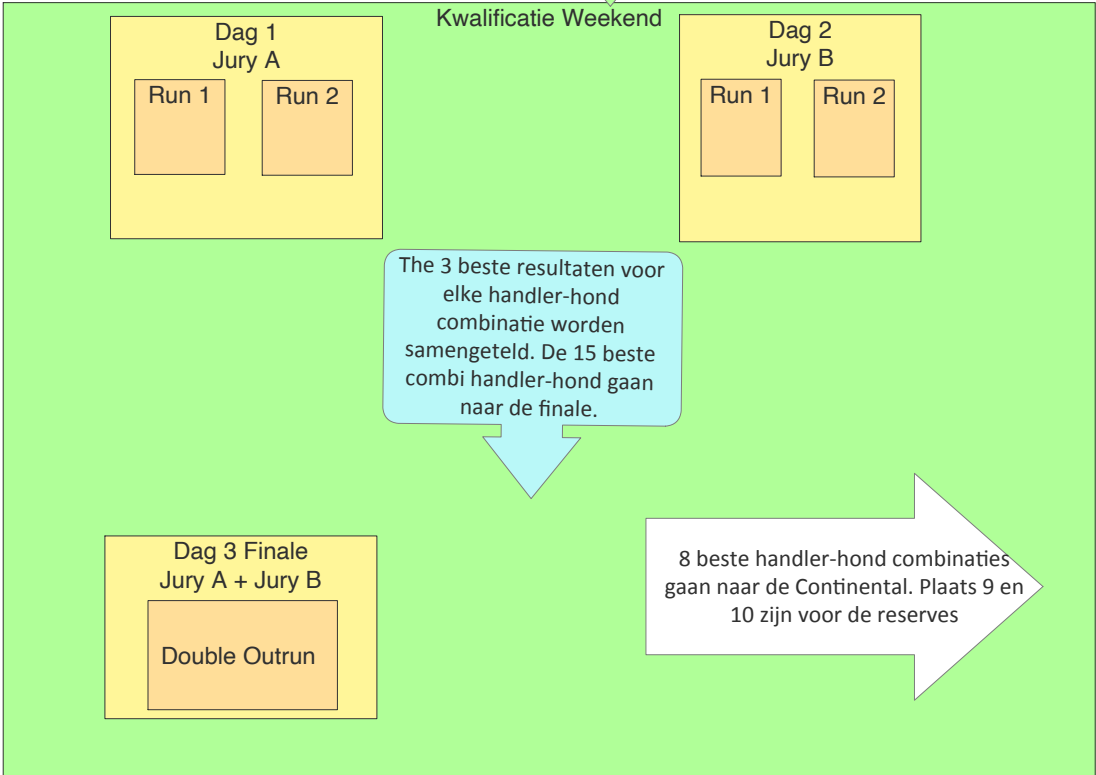 Kwalificatie Weekend
Dag 1
Jury A
Run 1
Run 2
Dag 2
Jury B
Run 1
Run 2
The 3 beste resultaten voor
elke handler-hond
combinatie worden
samengeteld. De 15 beste
combi handler-hond gaan
naar de finale.
Dag 3 Finale
Jury A + Jury B
Double Outrun
8 beste handler-hond combinaties
gaan naar de Continental. Plaats 9 en
10 zijn voor de reserves